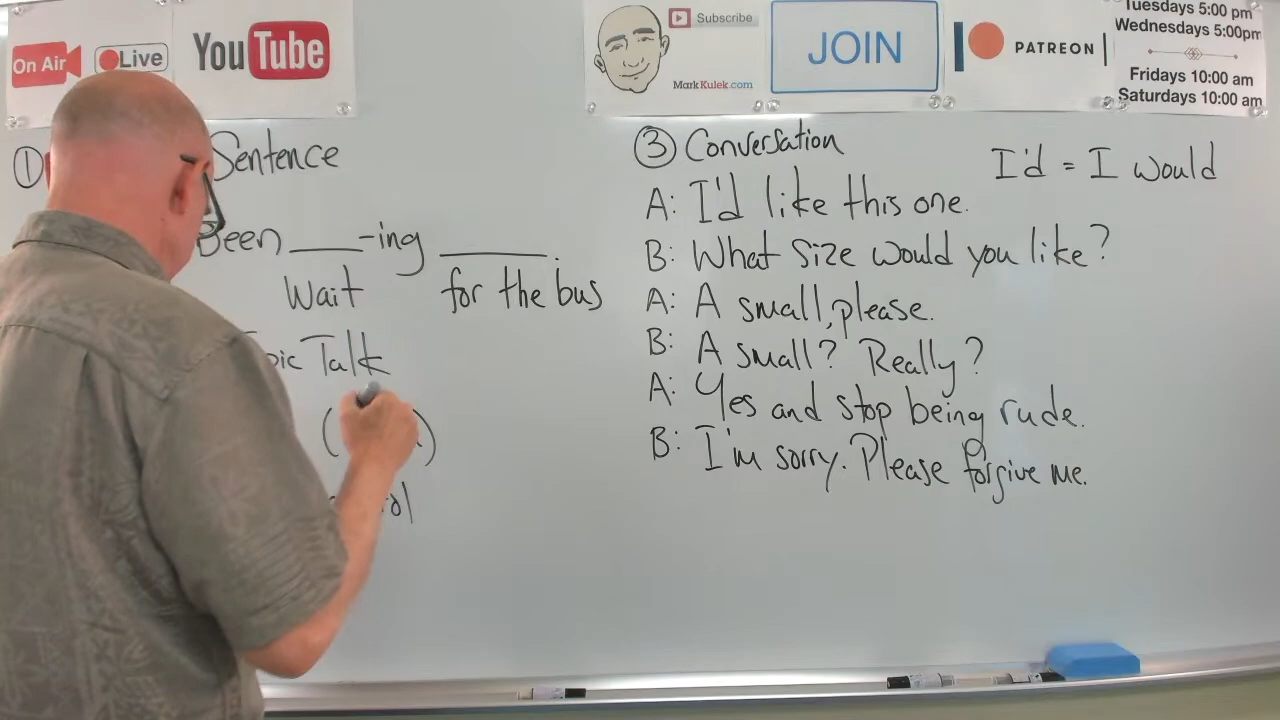 On Air
Live
YouTube
Subscribe
MarkKulek.com
JOIN
PATREON
Tuesdays 5:00 pm
Wednesdays 5:00pm
Fridays 10:00 am
Saturdays 10:00 am
① Sentence
Been ____-ing ______.
Wait for the bus
Talk
③ Conversation
I'd = I would
A: I'd like this one.
B: What size would you like?
A: A small, please.
B: A small? Really?
A: Yes and stop being rude.
B: I'm sorry. Please forgive me.